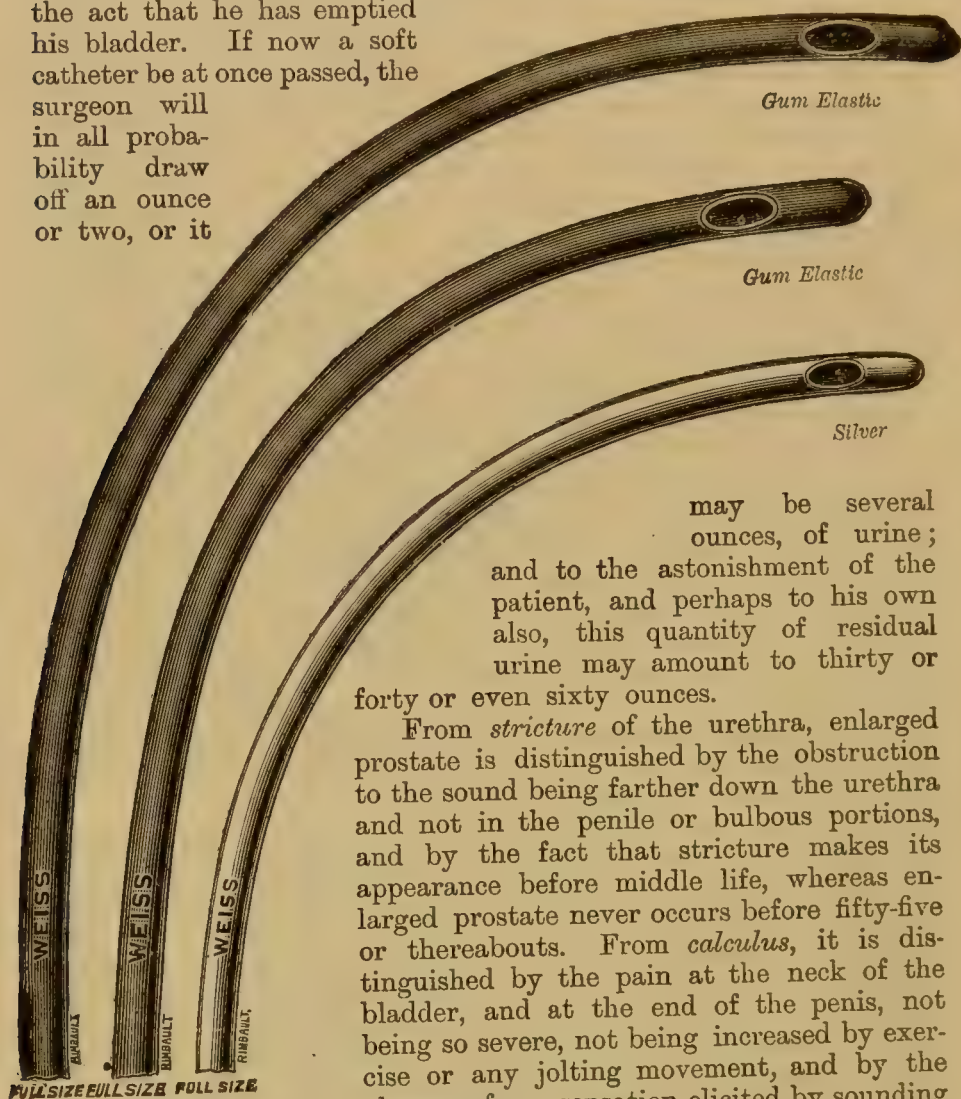 the act that he has emptied
his bladder. If now a soft
catheter be at once passed, the
surgeon will
in all proba-
bility draw
off an ounce
or two, or it
Gum Elastic
Gum Elastic
Silver
may be several
ounces, of urine;
and to the astonishment of the
patient, and perhaps to his own
also, this quantity of residual
urine may amount to thirty or
forty or even sixty ounces.
From stricture of the urethra, enlarged
prostate is distinguished by the obstruction
to the sound being farther down the urethra
and not in the penile or bulbous portions,
and by the fact that stricture makes its
appearance before middle life, whereas en-
larged prostate never occurs before fifty-five
or thereabouts. From calculus, it is dis-
tinguished by the pain at the neck of the
bladder, and at the end of the penis, not
being so severe, not being increased by exer-
cise or any jolting movement, and by the
elicited by sounding
WEISS
WEISS
WEISS
RIMBAULT
RIMBAULT
RIMBAULT.
FULL SIZE FULL SIZE FULL SIZE